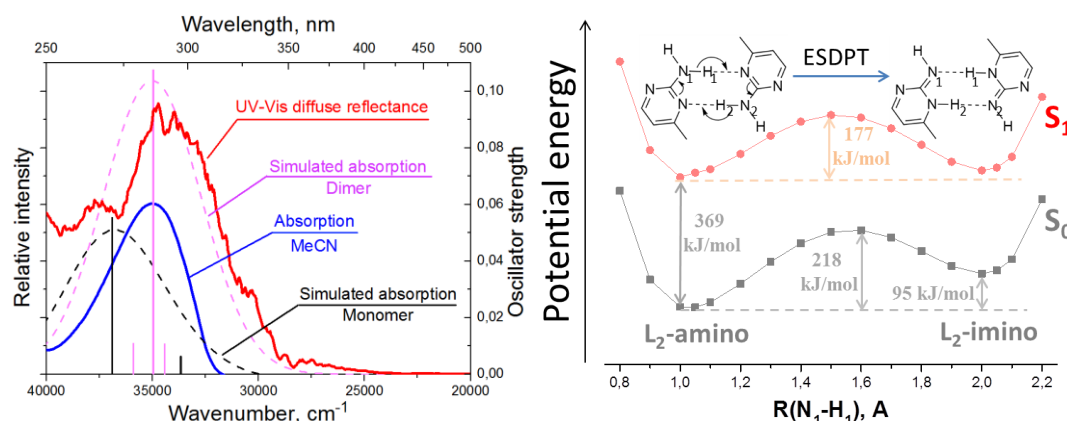 Wavelength, nm
250 300 350 400 450 500
Relative intensity
UV-Vis diffuse reflectance
Simulated absorption
Dimer
Absorption
MeCN
Simulated absorption
Monomer
0,10
0,08
0,06
0,04
0,02
0,00
Oscillator strength
40000 35000 30000 25000 20000
Wavenumber, cm⁻¹
Potential energy
H
N
1 H₁ N
N
N H₂ N₂
H
ESDPT
H
N
1 H₁ N
N
N H₂ N₂
H
S₁
177
kJ/mol
369
kJ/mol
S₀
218
kJ/mol
95 kJ/mol
L₂-amino
L₂-imino
0,8 1,0 1,2 1,4 1,6 1,8 2,0 2,2
R(N₁-H₁), A